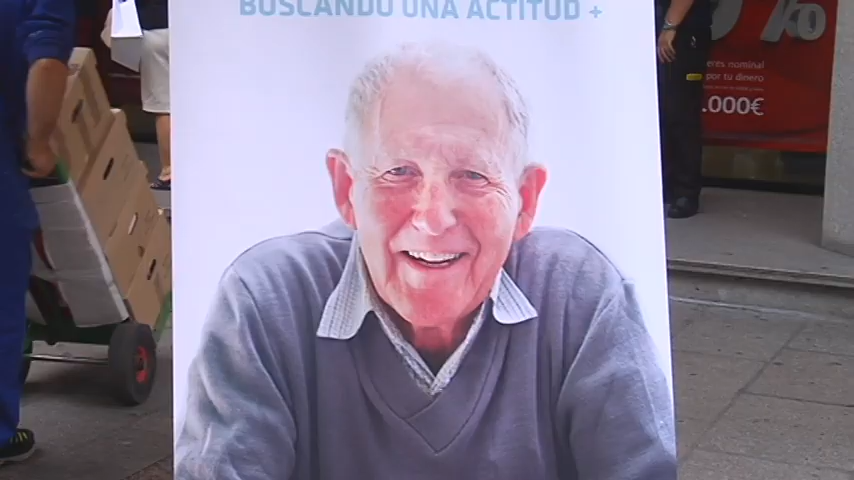 BUSCANDO UNA ACTITUD +
%
eres nominal
por tu dinero
.000€